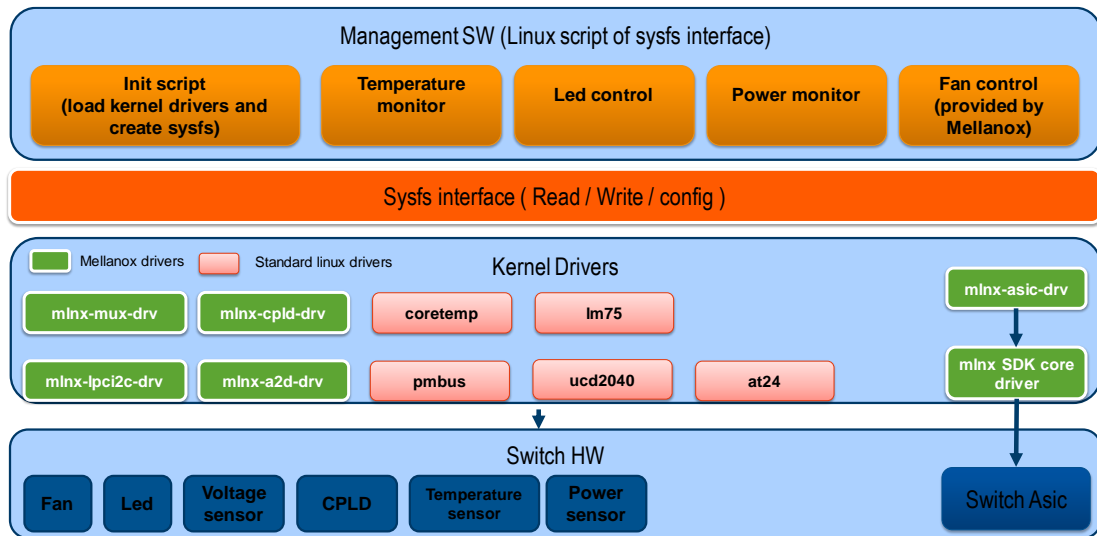 Management SW (Linux script of sysfs interface)
Init script
(load kernel drivers and
create sysfs)
Temperature
monitor
Led control
Power monitor
Fan control
(provided by
Mellanox)
Sysfs interface ( Read / Write / config )
Mellanox drivers
Standard linux drivers
Kernel Drivers
mlnx-mux-drv
mlnx-cpld-drv
coretemp
lm75
mlnx-asic-drv
mlnx-lpci2c-drv
mlnx-a2d-drv
pmbus
ucd2040
at24
mlnx SDK core
driver
Switch HW
Fan
Led
Voltage
sensor
CPLD
Temperature
sensor
Power
sensor
Switch Asic